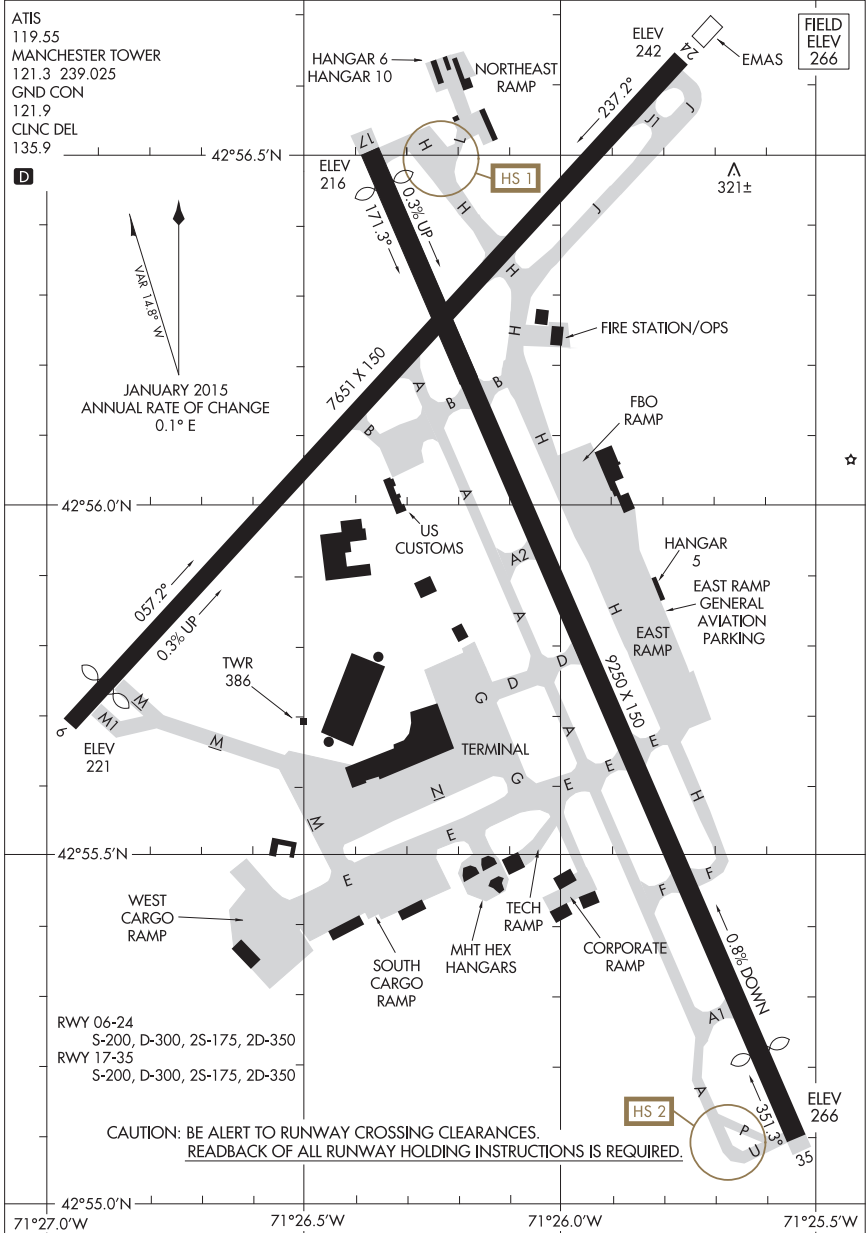 ATIS
119.55
MANCHESTER TOWER
121.3 239.025
GND CON
121.9
CLNC DEL
135.9
D
FIELD
ELEV
266
ELEV
242
24
EMAS
HANGAR 6
HANGAR 10
NORTHEAST
RAMP
237.2°
J1
J
17
H
1
42°56.5'N
ELEV
216
HS 1
321±
0.3% UP
171.3°
H
J
VAR 14.8° W
H
H
FIRE STATION/OPS
JANUARY 2015
ANNUAL RATE OF CHANGE
0.1° E
7651 X 150
A
B
B
B
H
FBO
RAMP
A
42°56.0'N
US
CUSTOMS
A2
HANGAR
5
EAST RAMP
GENERAL
AVIATION
PARKING
057.2°
0.3% UP
A
H
EAST
RAMP
TWR
386
D
D
G
9250 X 150
M
M1
6
M
ELEV
221
A
E
TERMINAL
G
E
E
N
H
M
E
42°55.5'N
E
F
F
WEST
CARGO
RAMP
TECH
RAMP
SOUTH
CARGO
RAMP
MHT HEX
HANGARS
CORPORATE
RAMP
0.8% DOWN
A1
RWY 06-24
S-200, D-300, 2S-175, 2D-350
RWY 17-35
S-200, D-300, 2S-175, 2D-350
A
HS 2
351.3°
ELEV
266
P
U
35
CAUTION: BE ALERT TO RUNWAY CROSSING CLEARANCES.
READBACK OF ALL RUNWAY HOLDING INSTRUCTIONS IS REQUIRED.
42°55.0'N
71°27.0'W
71°26.5'W
71°26.0'W
71°25.5'W